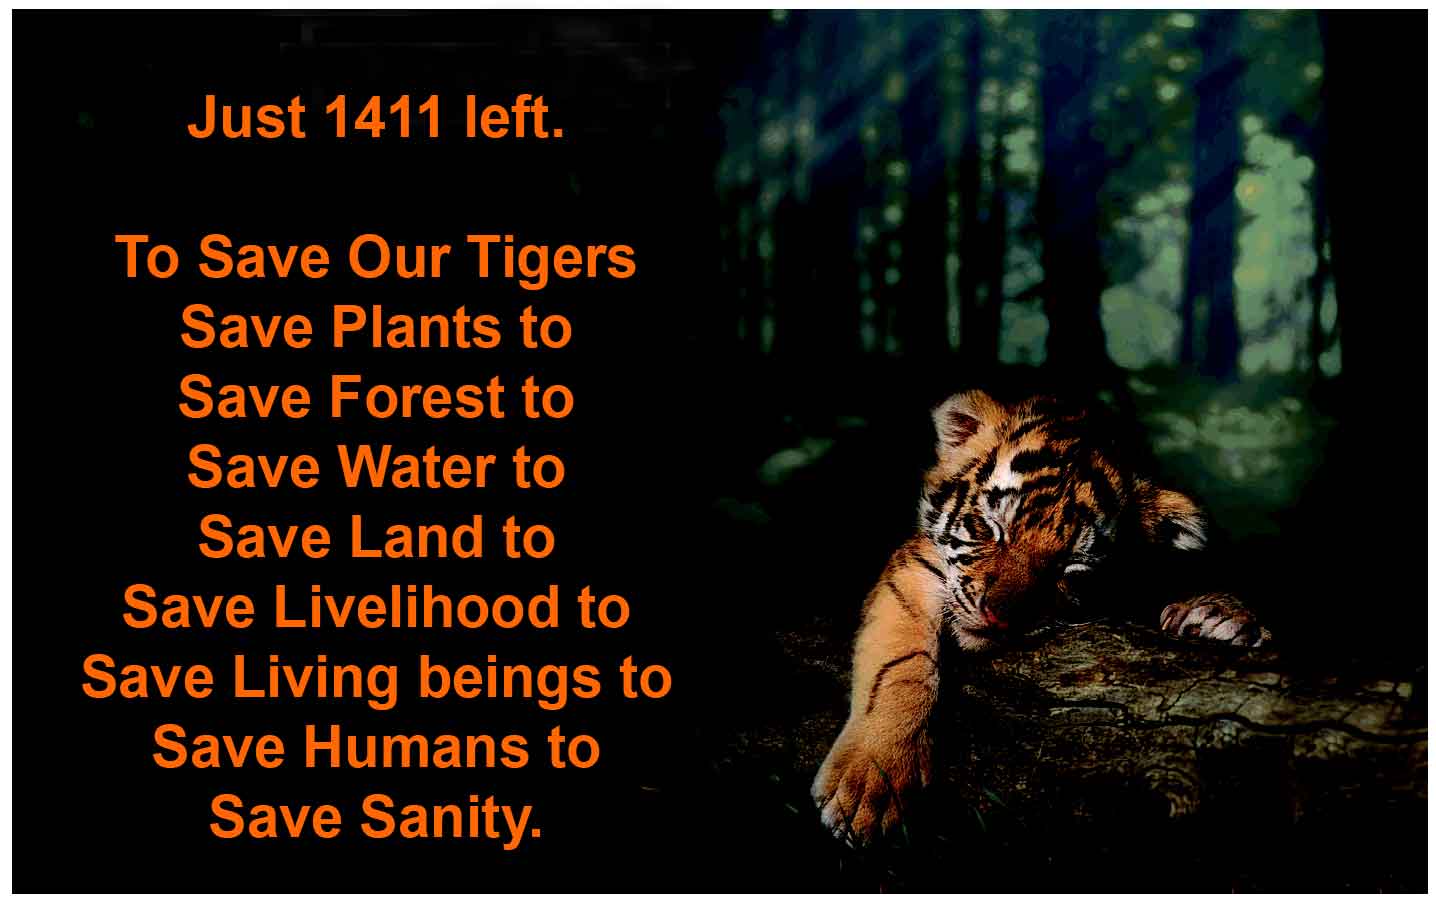 Just 1411 left.
To Save Our Tigers
Save Plants to
Save Forest to
Save Water to
Save Land to
Save Livelihood to
Save Living beings to
Save Humans to
Save Sanity.